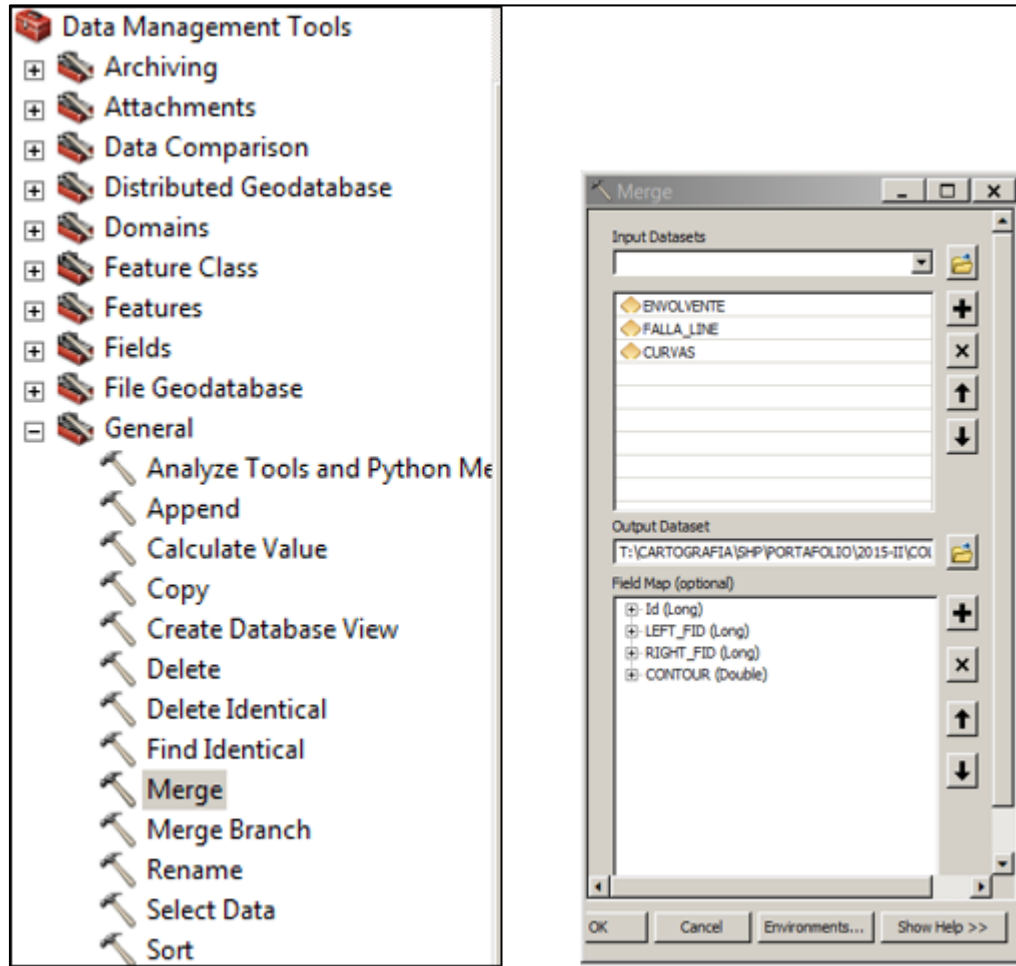 Data Management Tools
Archiving
Attachments
Data Comparison
Distributed Geodatabase
Domains
Feature Class
Features
Fields
File Geodatabase
General
Analyze Tools and Python Me
Append
Calculate Value
Copy
Create Database View
Delete
Delete Identical
Find Identical
Merge
Merge Branch
Rename
Select Data
Sort
Merge
Input Datasets
ENVOLVENTE
FALLA_LINE
CURVAS
Output Dataset
T:\CARTOGRAFIA\SHP\PORTAFOLIO\2015-II\COL
Field Map (optional)
Id (Long)
LEFT_FID (Long)
RIGHT_FID (Long)
CONTOUR (Double)
OK Cancel Environments... Show Help >>